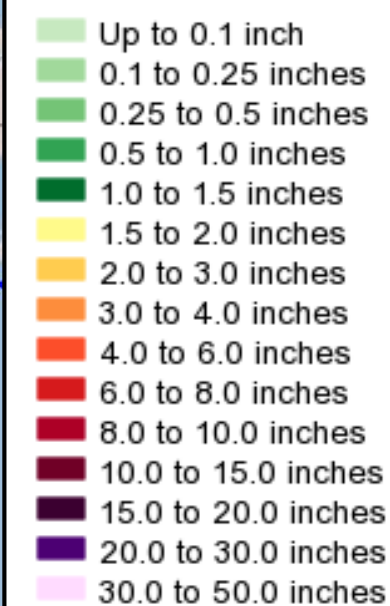 Up to 0.1 inch
0.1 to 0.25 inches
0.25 to 0.5 inches
0.5 to 1.0 inches
1.0 to 1.5 inches
1.5 to 2.0 inches
2.0 to 3.0 inches
3.0 to 4.0 inches
4.0 to 6.0 inches
6.0 to 8.0 inches
8.0 to 10.0 inches
10.0 to 15.0 inches
15.0 to 20.0 inches
20.0 to 30.0 inches
30.0 to 50.0 inches